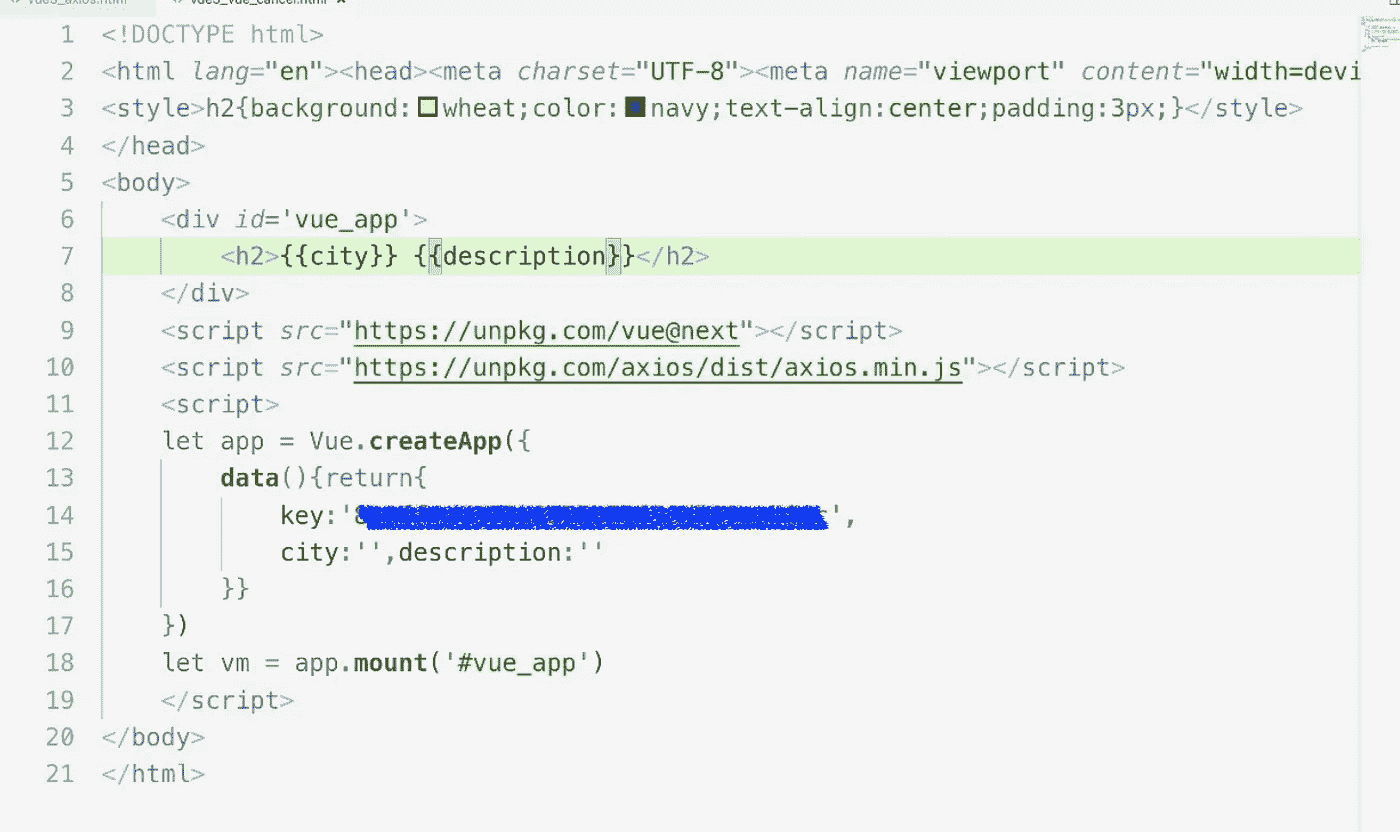 vue3_axios.html vue3_vue_cancel.html
1 <!DOCTYPE html>
2 <html lang="en"><head><meta charset="UTF-8"><meta name="viewport" content="width=devi
3 <style>h2{background:wheat;color:navy;text-align:center;padding:3px;}</style>
4 </head>
5 <body>
6 <div id='vue_app'>
7 <h2>{{city}} {{description}}</h2>
8 </div>
9 <script src="https://unpkg.com/vue@next"></script>
10 <script src="https://unpkg.com/axios/dist/axios.min.js"></script>
11 <script>
12 let app = Vue.createApp({
13 data(){return{
14 key:'',
15 city:'',description:''
16 }}
17 })
18 let vm = app.mount('#vue_app')
19 </script>
20 </body>
21 </html>